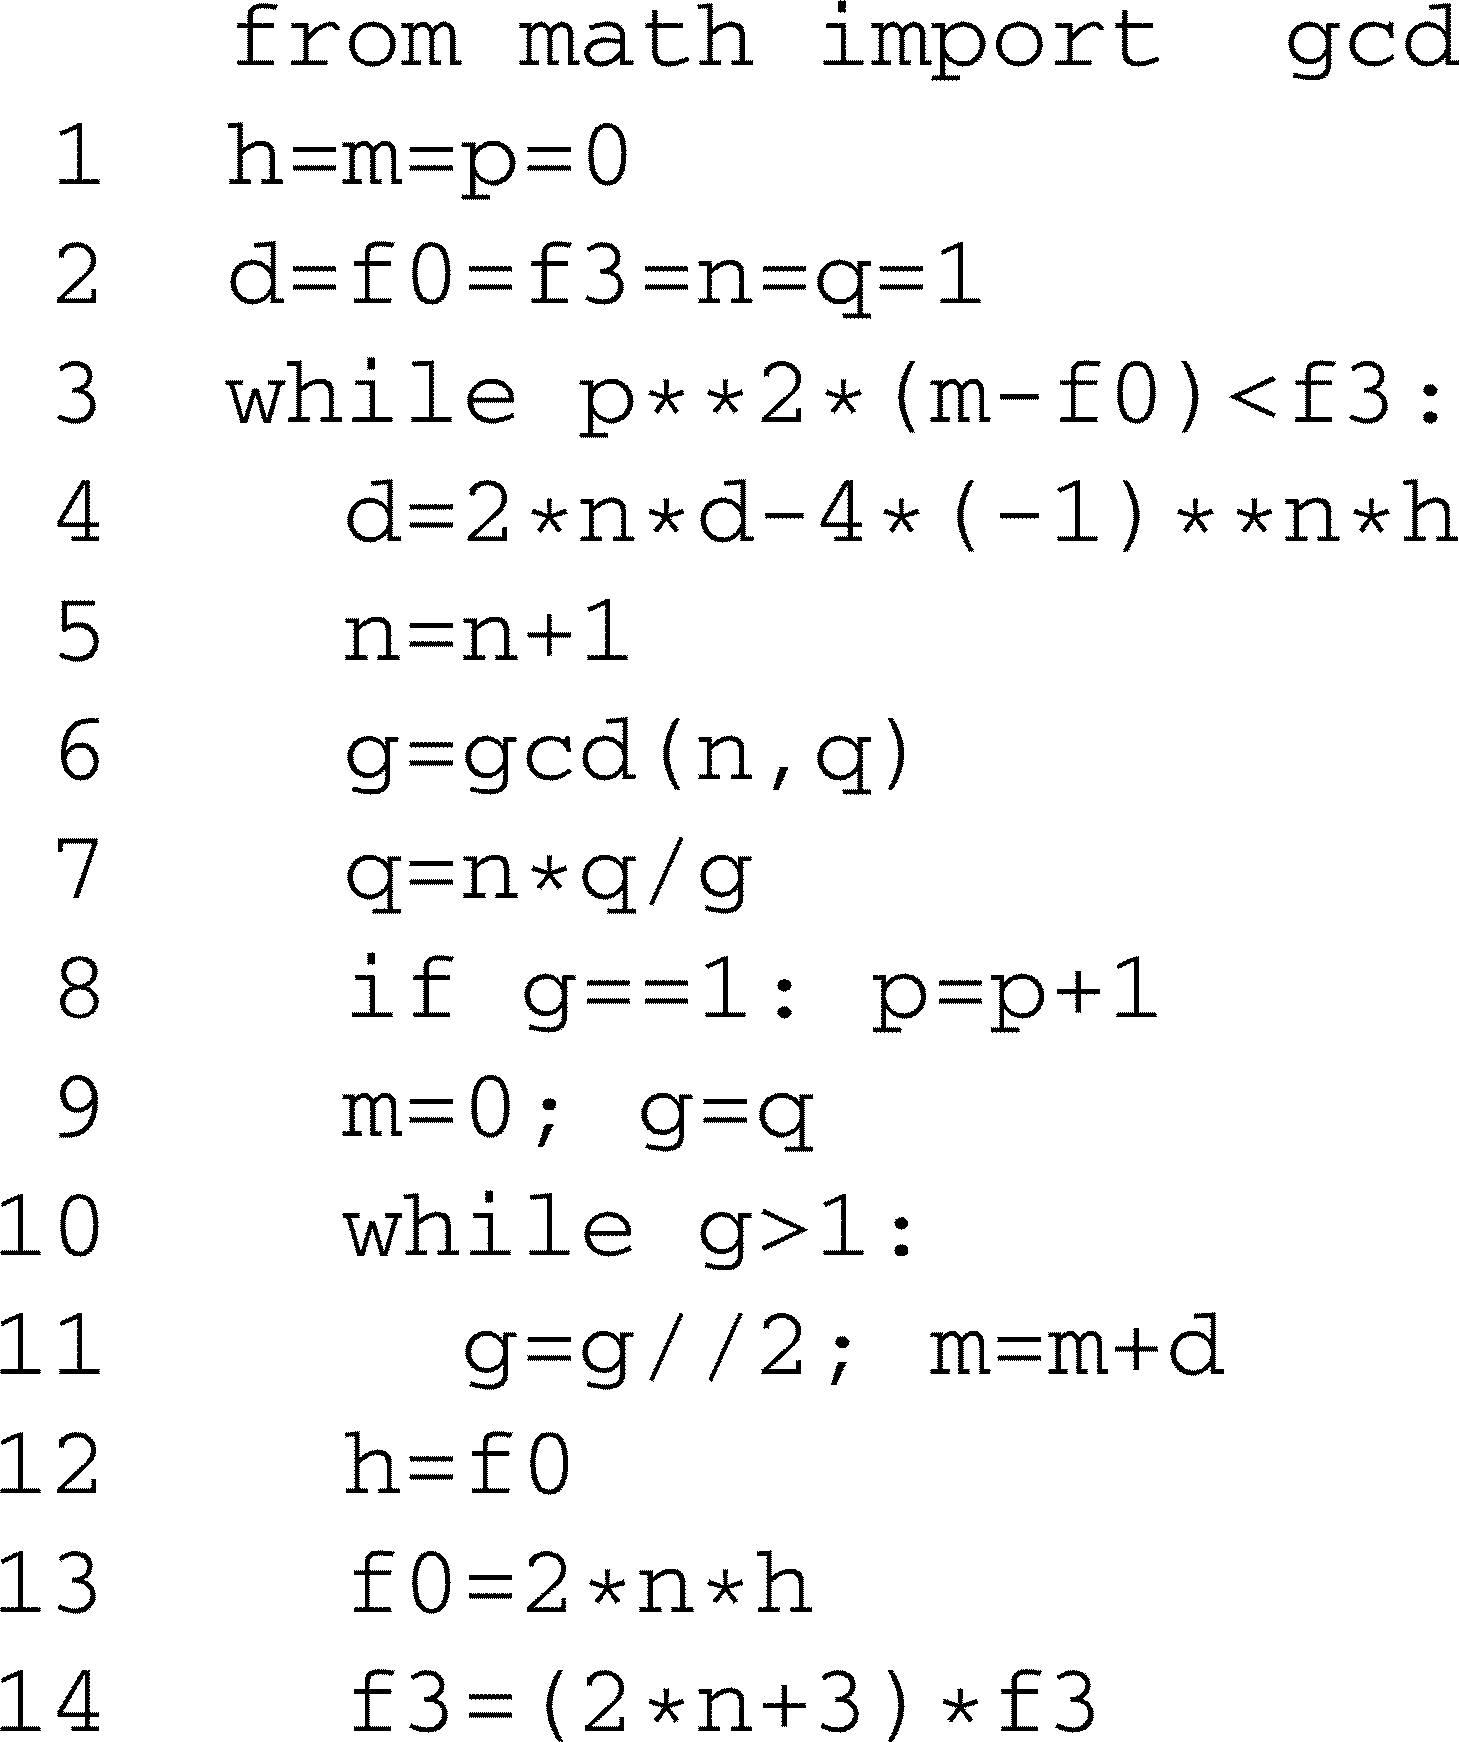 from math import  gcd
1  h=m=p=0
2  d=f0=f3=n=q=1
3  while p**2*(m-f0)<f3:
4    d=2*n*d-4*(-1)**n*h
5    n=n+1
6    g=gcd(n,q)
7    q=n*q/g
8    if g==1: p=p+1
9    m=0; g=q
10    while g>1:
11      g=g//2; m=m+d
12    h=f0
13    f0=2*n*h
14    f3=(2*n+3)*f3